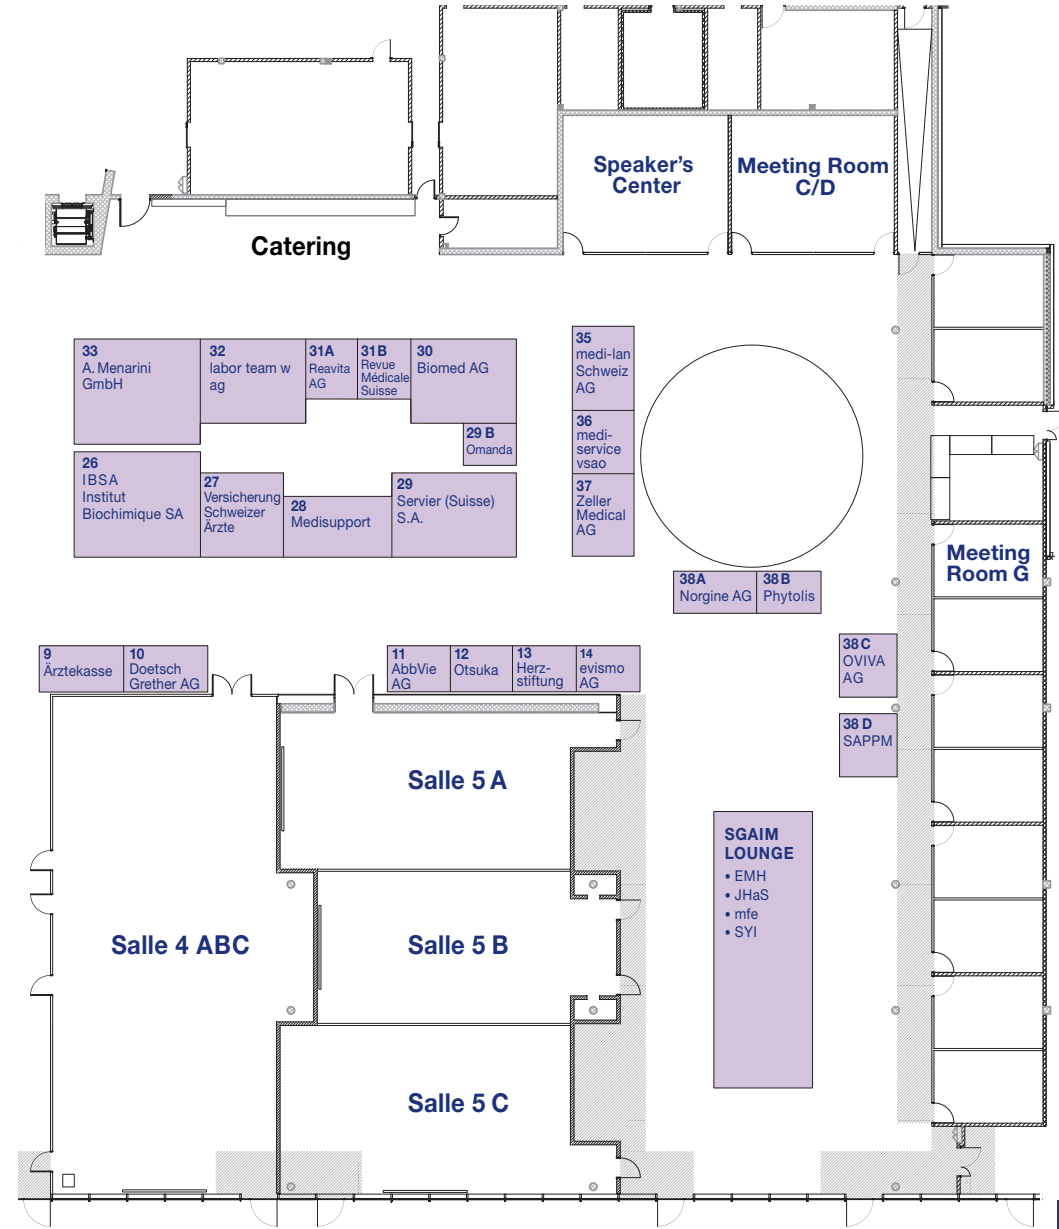 Speaker's
Center
Meeting Room
C/D
Catering
33
A. Menarini
GmbH
32
labor team w
ag
31A
Reavita
AG
31B
Revue
Médicale
Suisse
30
Biomed AG
29 B
Omanda
26
IBSA
Institut
Biochimique SA
27
Versicherung
Schweizer
Ärzte
28
Medisupport
29
Servier (Suisse)
S.A.
35
medi-lan
Schweiz
AG
36
medi-
service
vsao
37
Zeller
Medical
AG
Meeting
Room G
38A
Norgine AG
38B
Phytolis
9
Ärztekasse
10
Doetsch
Grether AG
11
AbbVie
AG
12
Otsuka
13
Herz-
stiftung
14
evismo
AG
38C
OVIVA
AG
38D
SAPPM
Salle 5A
SGAIM
LOUNGE
• EMH
• JHaS
• mfe
• SYI
Salle 4 ABC
Salle 5B
Salle 5C